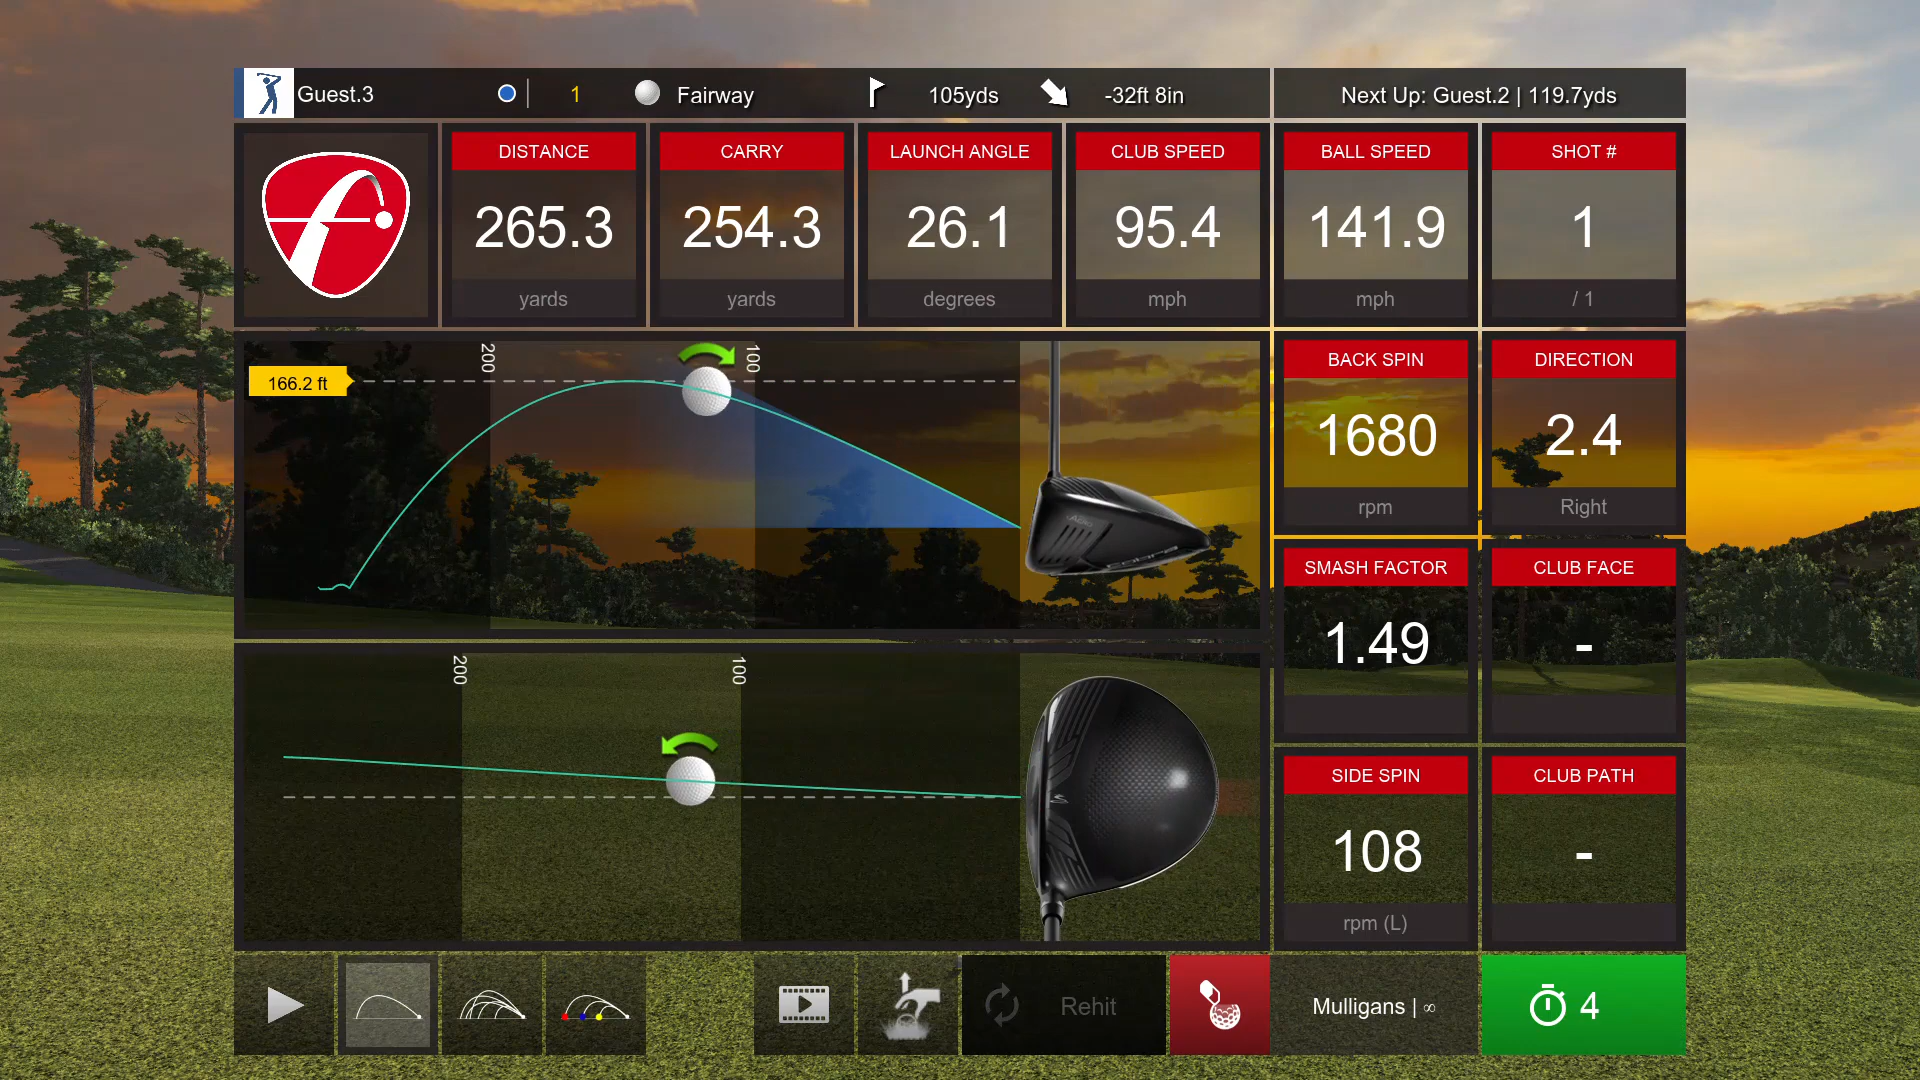 Guest.3
1
Fairway
105yds
-32ft 8in
Next Up: Guest.2 | 119.7yds
DISTANCE
265.3
yards
CARRY
254.3
yards
LAUNCH ANGLE
26.1
degrees
CLUB SPEED
95.4
mph
BALL SPEED
141.9
mph
SHOT #
1
/ 1
200
100
166.2 ft
BACK SPIN
1680
rpm
DIRECTION
2.4
Right
200
100
SMASH FACTOR
1.49
CLUB FACE
-
SIDE SPIN
108
rpm (L)
CLUB PATH
-
Rehit
Mulligans | ∞
4